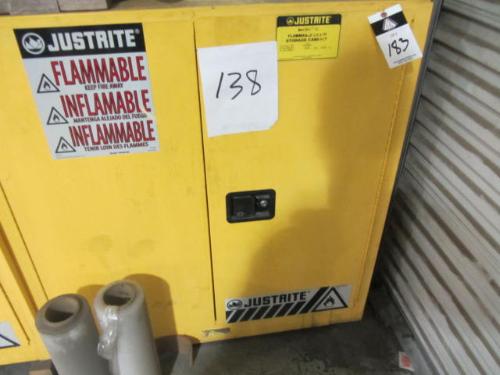 JUSTRITE
FLAMMABLE
KEEP FIRE AWAY
INFLAMABLE
MANTENGA ALEJADO DEL FUEGO
INFLAMMABLE
TENIR LOIN DES FLAMMES
138
JUSTRITE
FLAMMABLE LIQUID
STORAGE CABINET
183
JUSTRITE